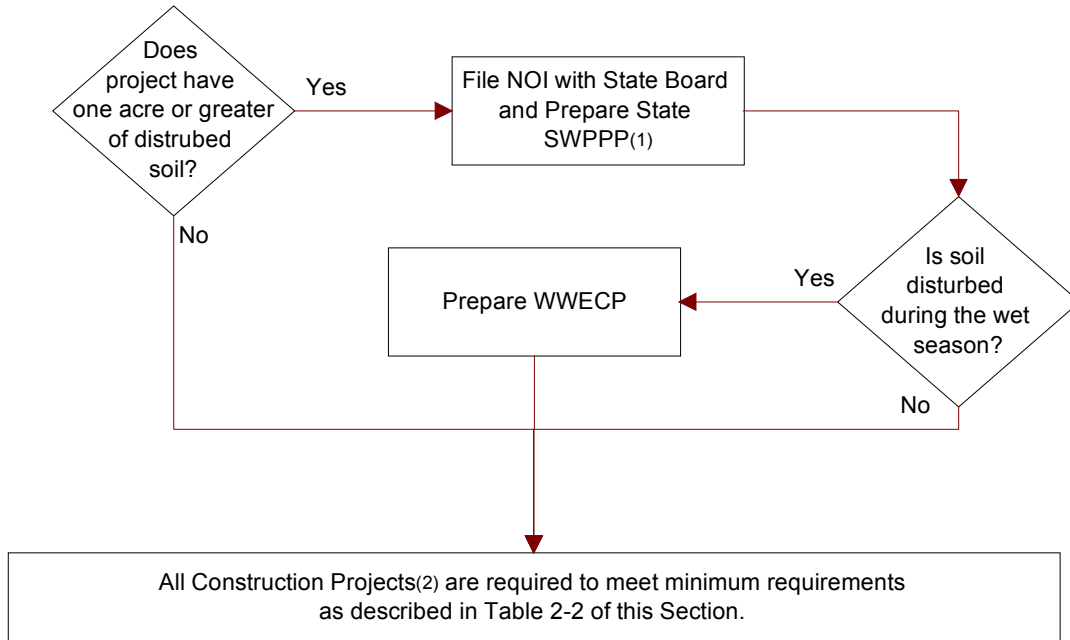 Does
project have
one acre or greater
of distrubed
soil?
Yes
File NOI with State Board
and Prepare State
SWPPP(1)
No
Is soil
disturbed
during the wet
season?
Yes
Prepare WWECP
No
All Construction Projects(2) are required to meet minimum requirements
as described in Table 2-2 of this Section.